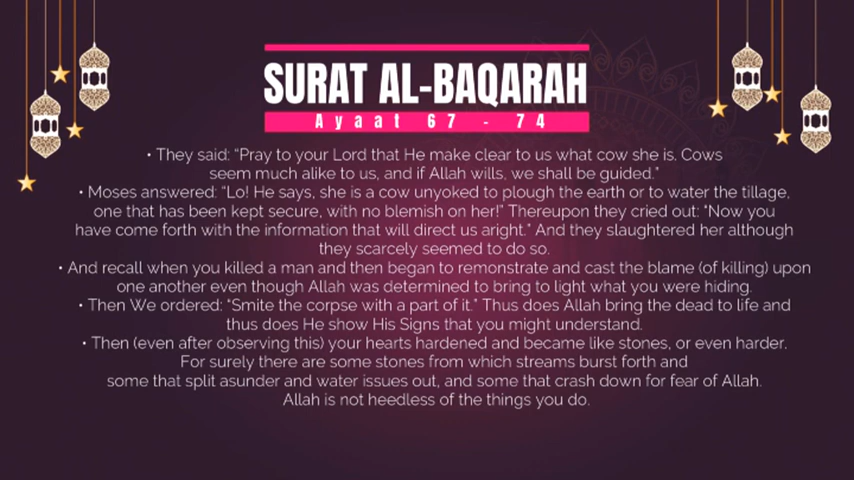 SURAT AL-BAQARAH
Ayaat 67 - 74
• They said: "Pray to your Lord that He make clear to us what cow she is. Cows
seem much alike to us, and if Allah wills, we shall be guided."
• Moses answered: "Lo! He says, she is a cow unyoked to plough the earth or to water the tillage,
one that has been kept secure, with no blemish on her!" Thereupon they cried out: "Now you
have come forth with the information that will direct us aright." And they slaughtered her although
they scarcely seemed to do so.
• And recall when you killed a man and then began to remonstrate and cast the blame (of killing) upon
one another even though Allah was determined to bring to light what you were hiding.
• Then We ordered: "Smite the corpse with a part of it." Thus does Allah bring the dead to life and
thus does He show His Signs that you might understand.
• Then (even after observing this) your hearts hardened and became like stones, or even harder.
For surely there are some stones from which streams burst forth and
some that split asunder and water issues out, and some that crash down for fear of Allah.
Allah is not heedless of the things you do.